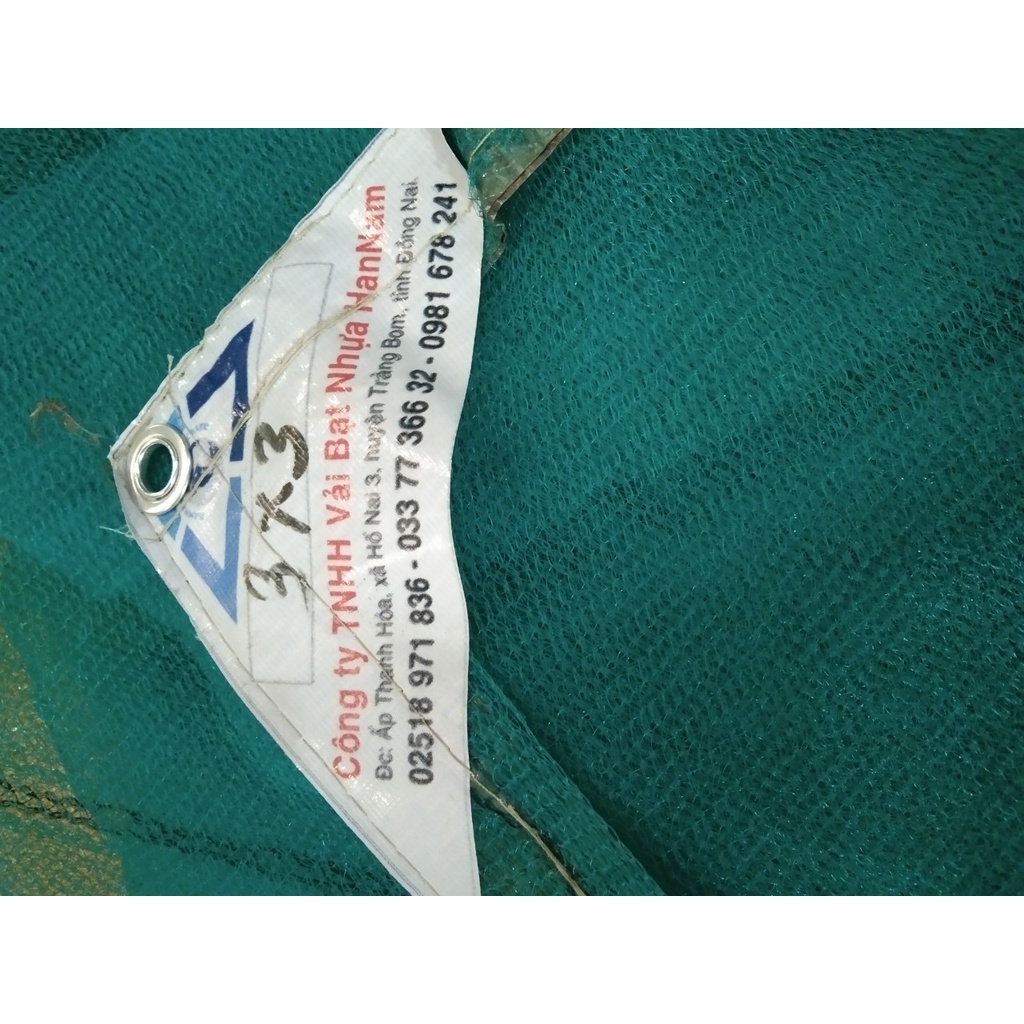 3x3
Công ty TNHH Vải Bạt Nhựa HanNam
Đc: Ấp Thanh Hóa, xã Hố Nai 3, huyện Trảng Bom, tỉnh Đồng Nai.
02518 971 836 - 033 77 366 32 - 0981 678 241